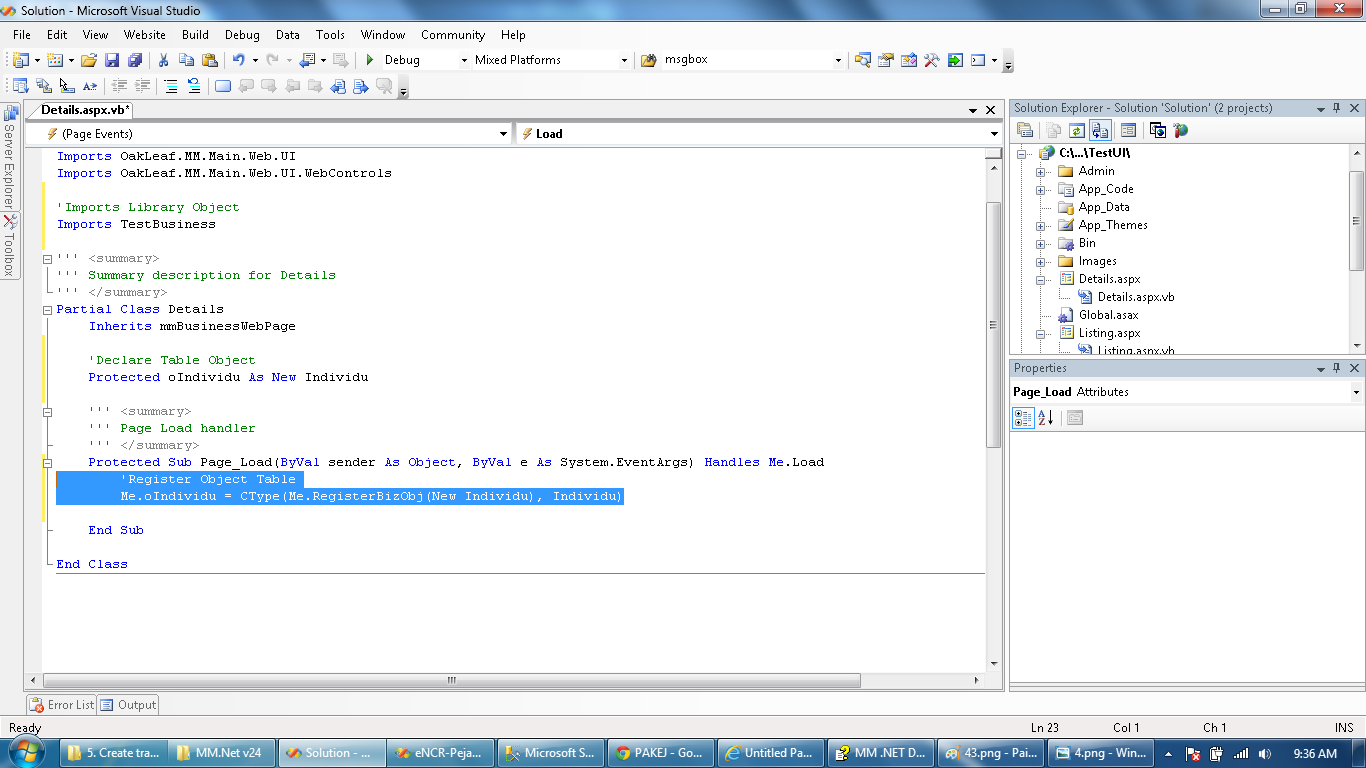 Solution - Microsoft Visual Studio
File Edit View Website Build Debug Data Tools Window Community Help
Debug Mixed Platforms msgbox
Server Explorer
Toolbox
Details.aspx.vb*
(Page Events) Load
Imports OakLeaf.MM.Main.Web.UI
Imports OakLeaf.MM.Main.Web.UI.WebControls
'Imports Library Object
Imports TestBusiness
''' <summary>
''' Summary description for Details
''' </summary>
Partial Class Details
Inherits mmBusinessWebPage
'Declare Table Object
Protected oIndividu As New Individu
''' <summary>
''' Page Load handler
''' </summary>
Protected Sub Page_Load(ByVal sender As Object, ByVal e As System.EventArgs) Handles Me.Load
'Register Object Table
Me.oIndividu = CType(Me.RegisterBizObj(New Individu), Individu)
End Sub
End Class
Solution Explorer - Solution 'Solution' (2 projects)
C:\...\TestUI\
Admin
App_Code
App_Data
App_Themes
Bin
Images
Details.aspx
Details.aspx.vb
Global.asax
Listing.aspx
Listing.aspx.vb
Properties
Page_Load Attributes
Error List Output
Ready Ln 23 Col 1 Ch 1 INS
5. Create tra... MM.Net v24 Solution - ... eNCR-Peja... Microsoft S... PAKEJ - Go... Untitled Pa... MM .NET D... 43.png - Pai... 4.png - Win... 9:36 AM